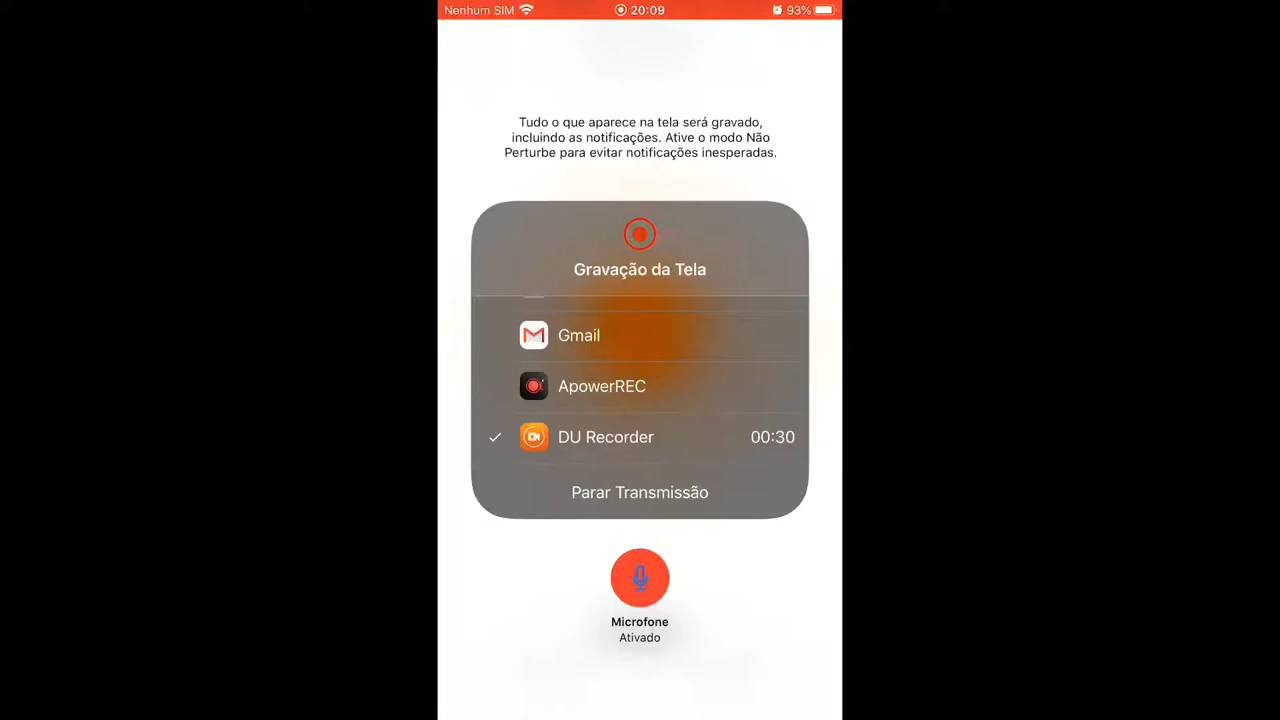 Nenhum SIM 20:09 93%
Tudo o que aparece na tela será gravado,
incluindo as notificações. Ative o modo Não
Perturbe para evitar notificações inesperadas.
Gravação da Tela
Gmail
ApowerREC
DU Recorder 00:30
Parar Transmissão
Microfone
Ativado